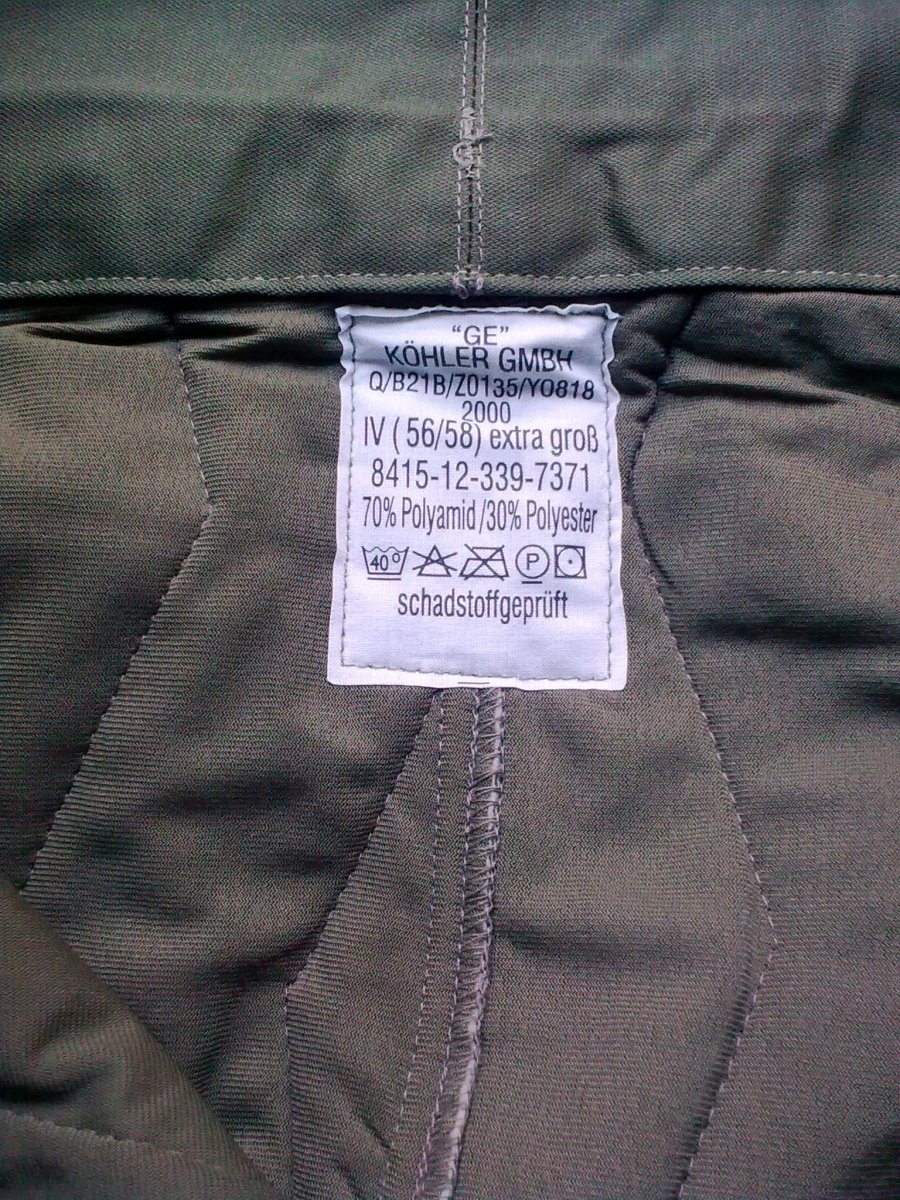 “GE”
KÖHLER GMBH
Q/B21B/Z0135/Y0818
2000
IV ( 56/58) extra groß
8415-12-339-7371
70% Polyamid /30% Polyester
40° P
schadstoffgeprüft